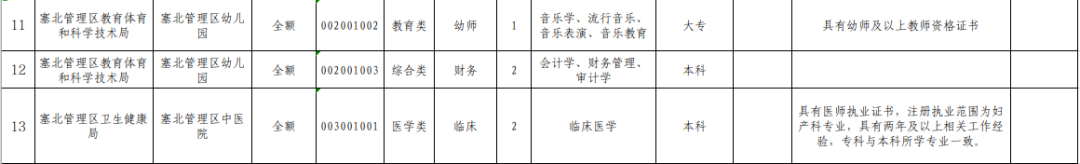 11 塞北管理区教育体育和科学技术局 塞北管理区幼儿园 全额 002001002 教育类 幼师 1 音乐学、流行音乐、音乐表演、音乐教育 大专 具有幼师及以上教师资格证书
12 塞北管理区教育体育和科学技术局 塞北管理区幼儿园 全额 002001003 综合类 财务 2 会计学、财务管理、审计学 本科
13 塞北管理区卫生健康局 塞北管理区中医院 全额 003001001 医学类 临床 2 临床医学 本科 具有医师执业证书，注册执业范围为妇产科专业，具有两年及以上相关工作经验，专科与本科所学专业一致。